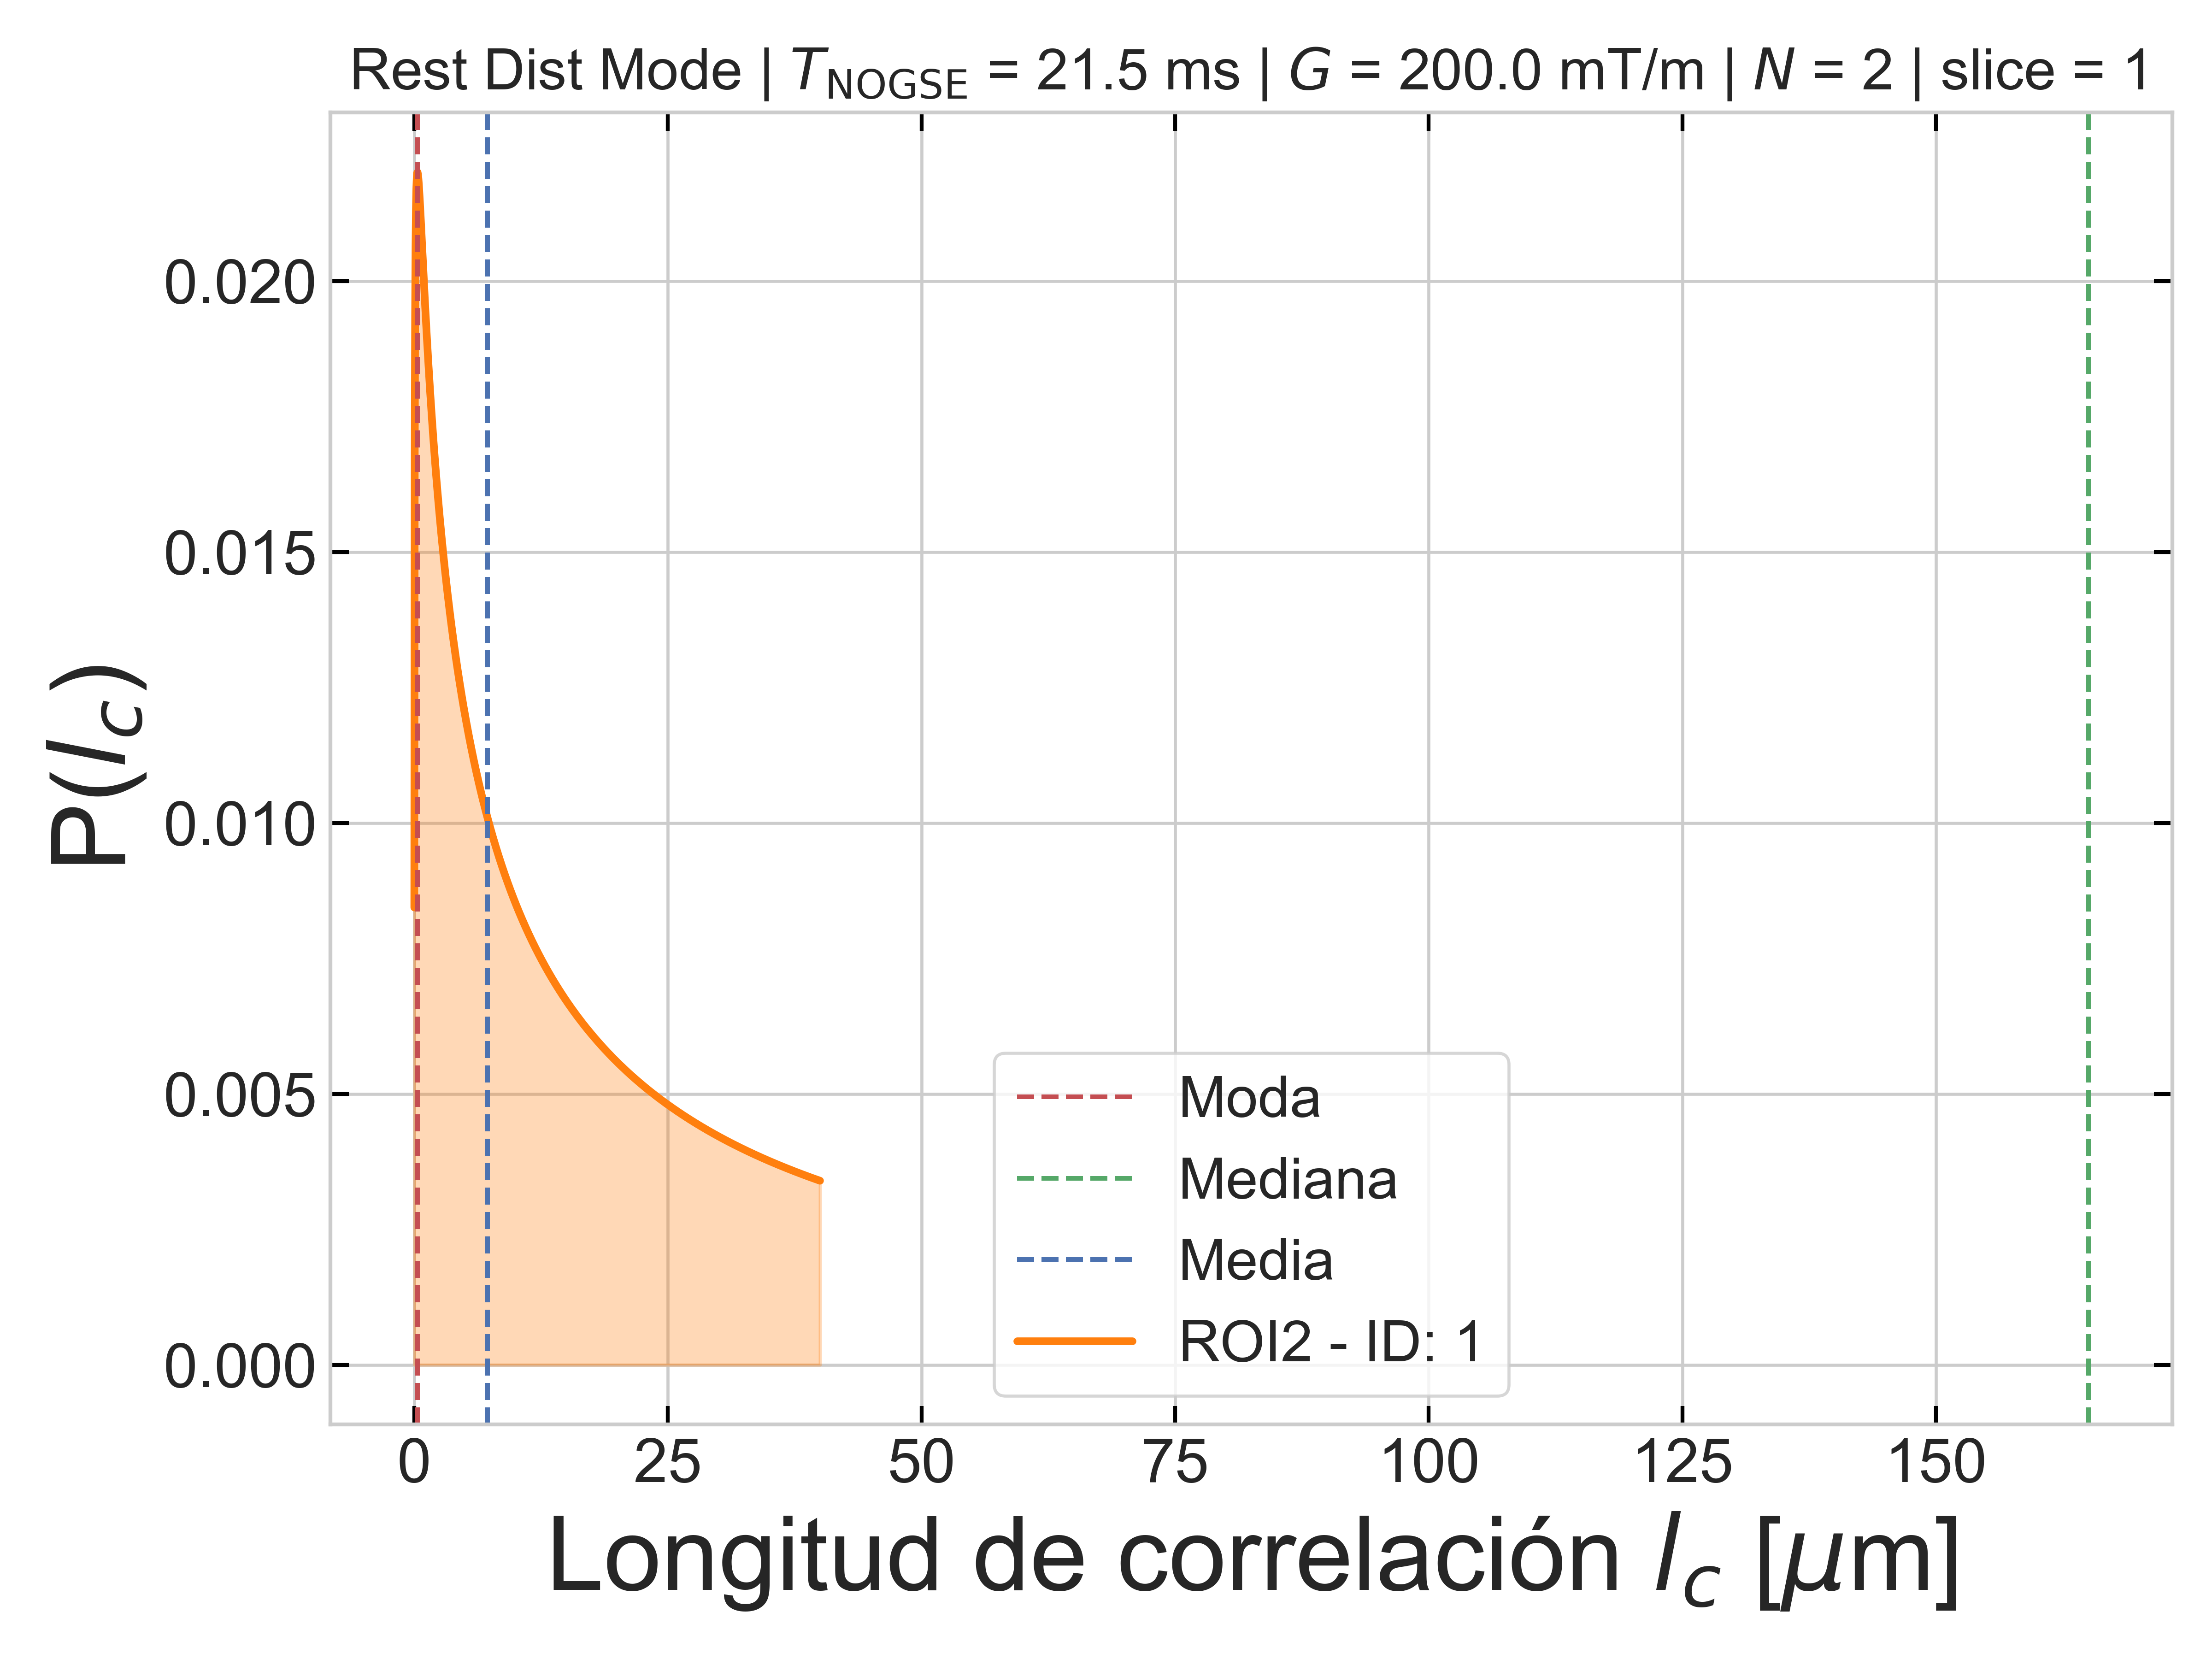 Rest Dist Mode | T_NOGSE = 21.5 ms | G = 200.0 mT/m | N = 2 | slice = 1
P(l_c)
0.020
0.015
0.010
0.005
0.000
Moda
Mediana
Media
ROI2 - ID: 1
0 25 50 75 100 125 150
Longitud de correlación l_c [μm]